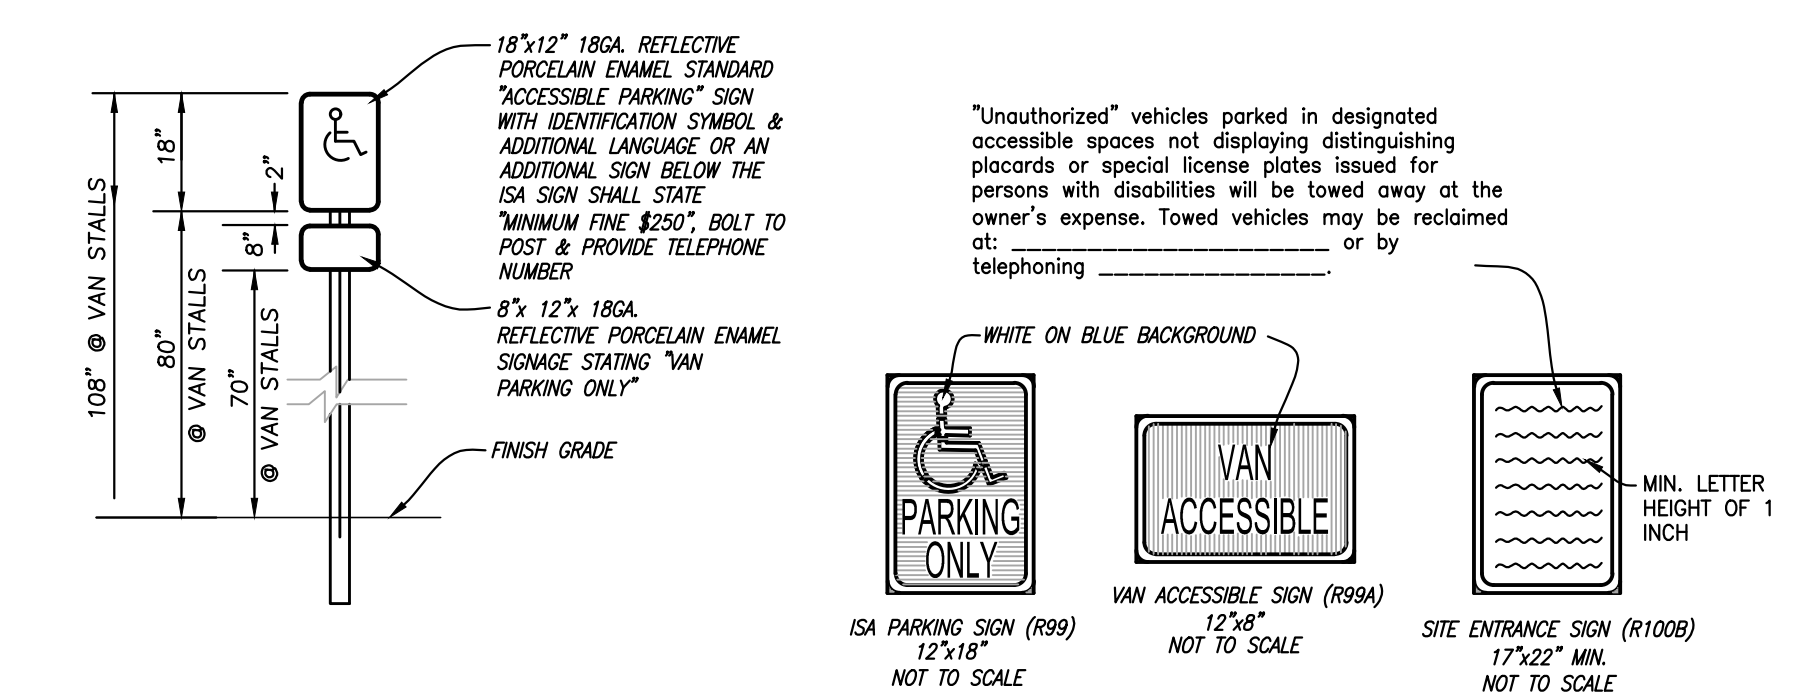 18"x12" 18GA. REFLECTIVE
PORCELAIN ENAMEL STANDARD
"ACCESSIBLE PARKING" SIGN
WITH IDENTIFICATION SYMBOL &
ADDITIONAL LANGUAGE OR AN
ADDITIONAL SIGN BELOW THE
ISA SIGN SHALL STATE
"MINIMUM FINE $250", BOLT TO
POST & PROVIDE TELEPHONE
NUMBER
8"x 12"x 18GA.
REFLECTIVE PORCELAIN ENAMEL
SIGNAGE STATING "VAN
PARKING ONLY"
FINISH GRADE
108" @ VAN STALLS
18"
80"
@ VAN STALLS
2"
8"
70"
@ VAN STALLS
"Unauthorized" vehicles parked in designated
accessible spaces not displaying distinguishing
placards or special license plates issued for
persons with disabilities will be towed away at the
owner's expense. Towed vehicles may be reclaimed
at: _____________________ or by
telephoning _______________.
WHITE ON BLUE BACKGROUND
PARKING
ONLY
ISA PARKING SIGN (R99)
12"x18"
NOT TO SCALE
VAN
ACCESSIBLE
VAN ACCESSIBLE SIGN (R99A)
12"x8"
NOT TO SCALE
MIN. LETTER
HEIGHT OF 1
INCH
SITE ENTRANCE SIGN (R100B)
17"x22" MIN.
NOT TO SCALE